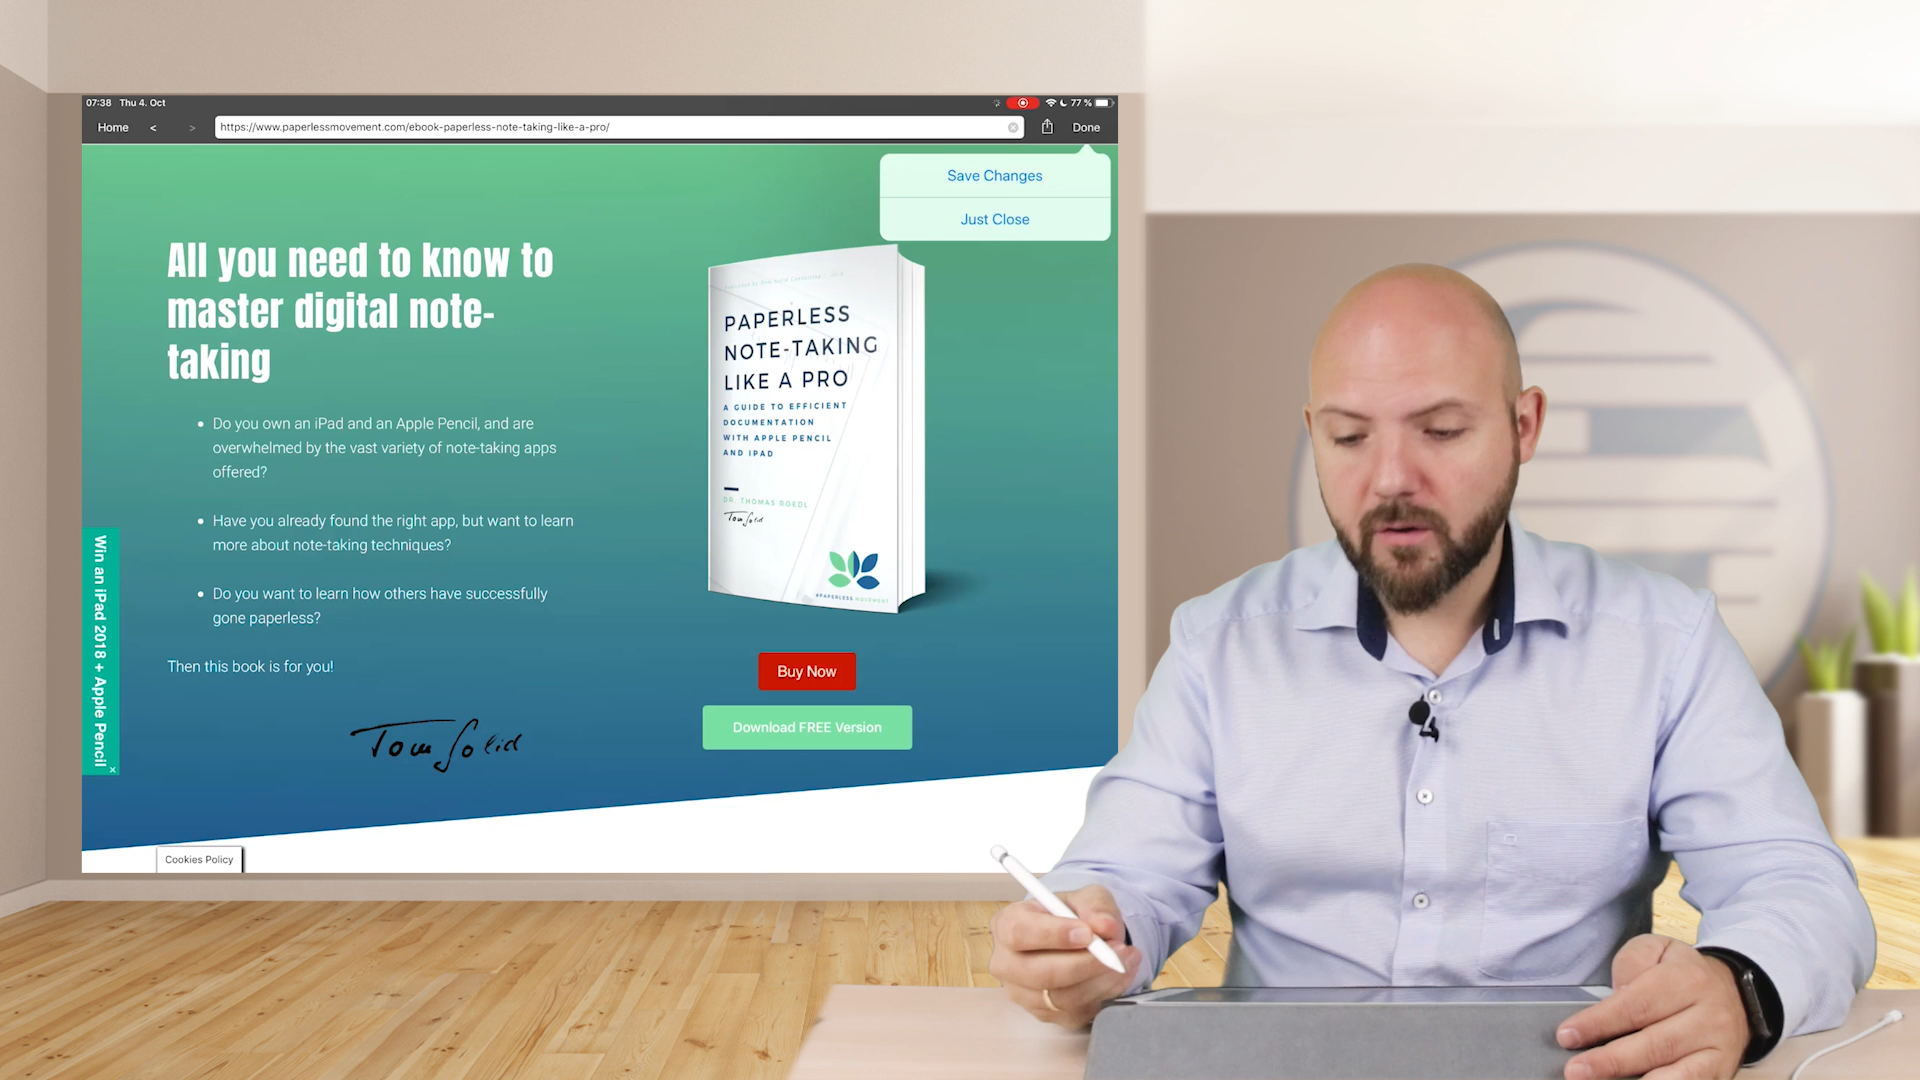 07:38 Thu 4. Oct
77 %
Home < > https://www.paperlessmovement.com/ebook-paperless-note-taking-like-a-pro/ Done
Save Changes
Just Close
All you need to know to
master digital note-
taking
Do you own an iPad and an Apple Pencil, and are
overwhelmed by the vast variety of note-taking apps
offered?
Have you already found the right app, but want to learn
more about note-taking techniques?
Do you want to learn how others have successfully
gone paperless?
Then this book is for you!
Tom Solid
PAPERLESS
NOTE-TAKING
LIKE A PRO
A GUIDE TO EFFICIENT
DOCUMENTATION
WITH APPLE PENCIL
AND IPAD
DR. THOMAS ROEDL
Tom Solid
#PAPERLESS MOVEMENT
Buy Now
Download FREE Version
Win an iPad 2018 + Apple Pencil
x
Cookies Policy